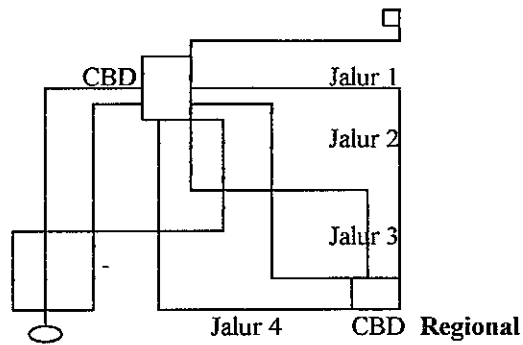 CBD
Jalur 1
Jalur 2
Jalur 3
Jalur 4
CBD Regional